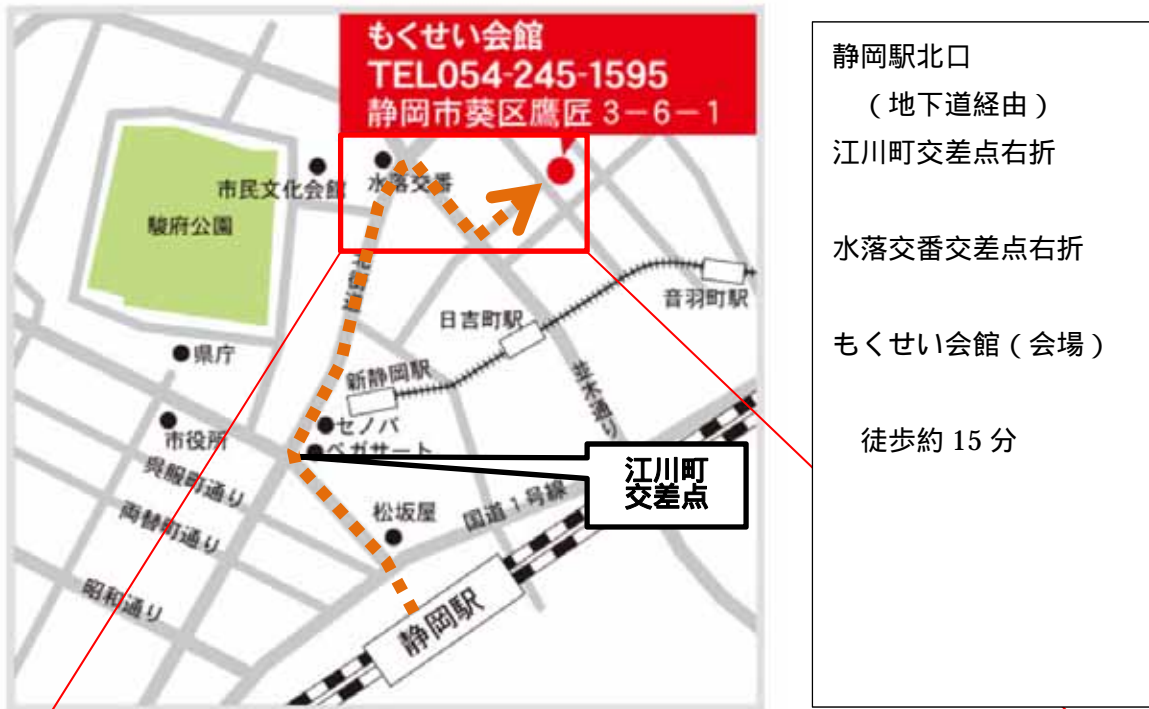 もくせい会館
TEL054-245-1595
静岡市葵区鷹匠 3-6-1
市民文化会館
水落交番
駿府公園
北街道
音羽町駅
日吉町駅
県庁
新静岡駅
並木通り
セノバ
ペガサート
市役所
江川町
交差点
呉服町通り
国道1号線
松坂屋
両替町通り
昭和通り
静岡駅
静岡駅北口
(地下道経由)
江川町交差点右折
水落交番交差点右折
もくせい会館(会場)
徒歩約 15 分